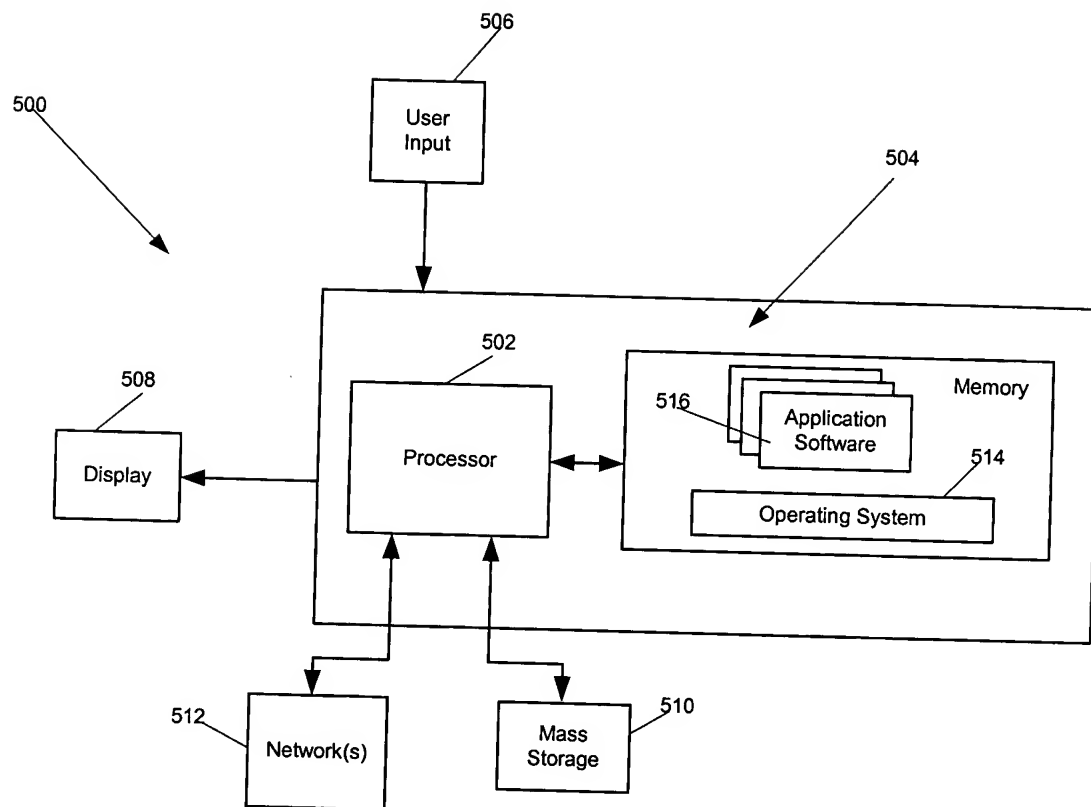 506
User
Input
500
504
502
Memory
508
516
Application
Software
Display
Processor
514
Operating System
512
Network(s)
Mass
Storage
510